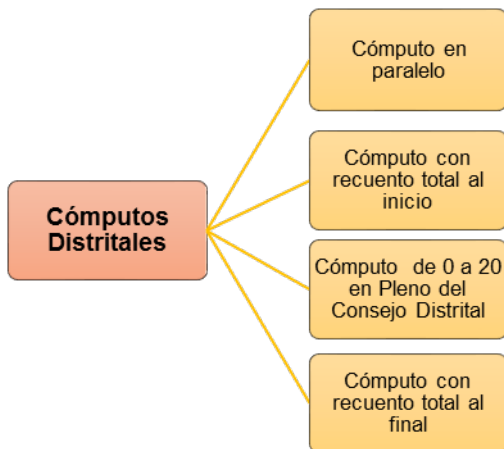 Cómputo en
paralelo
Cómputo con
recuento total al
inicio
Cómputos
Distritales
Cómputo de 0 a 20
en Pleno del
Consejo Distrital
Cómputo con
recuento total al
final